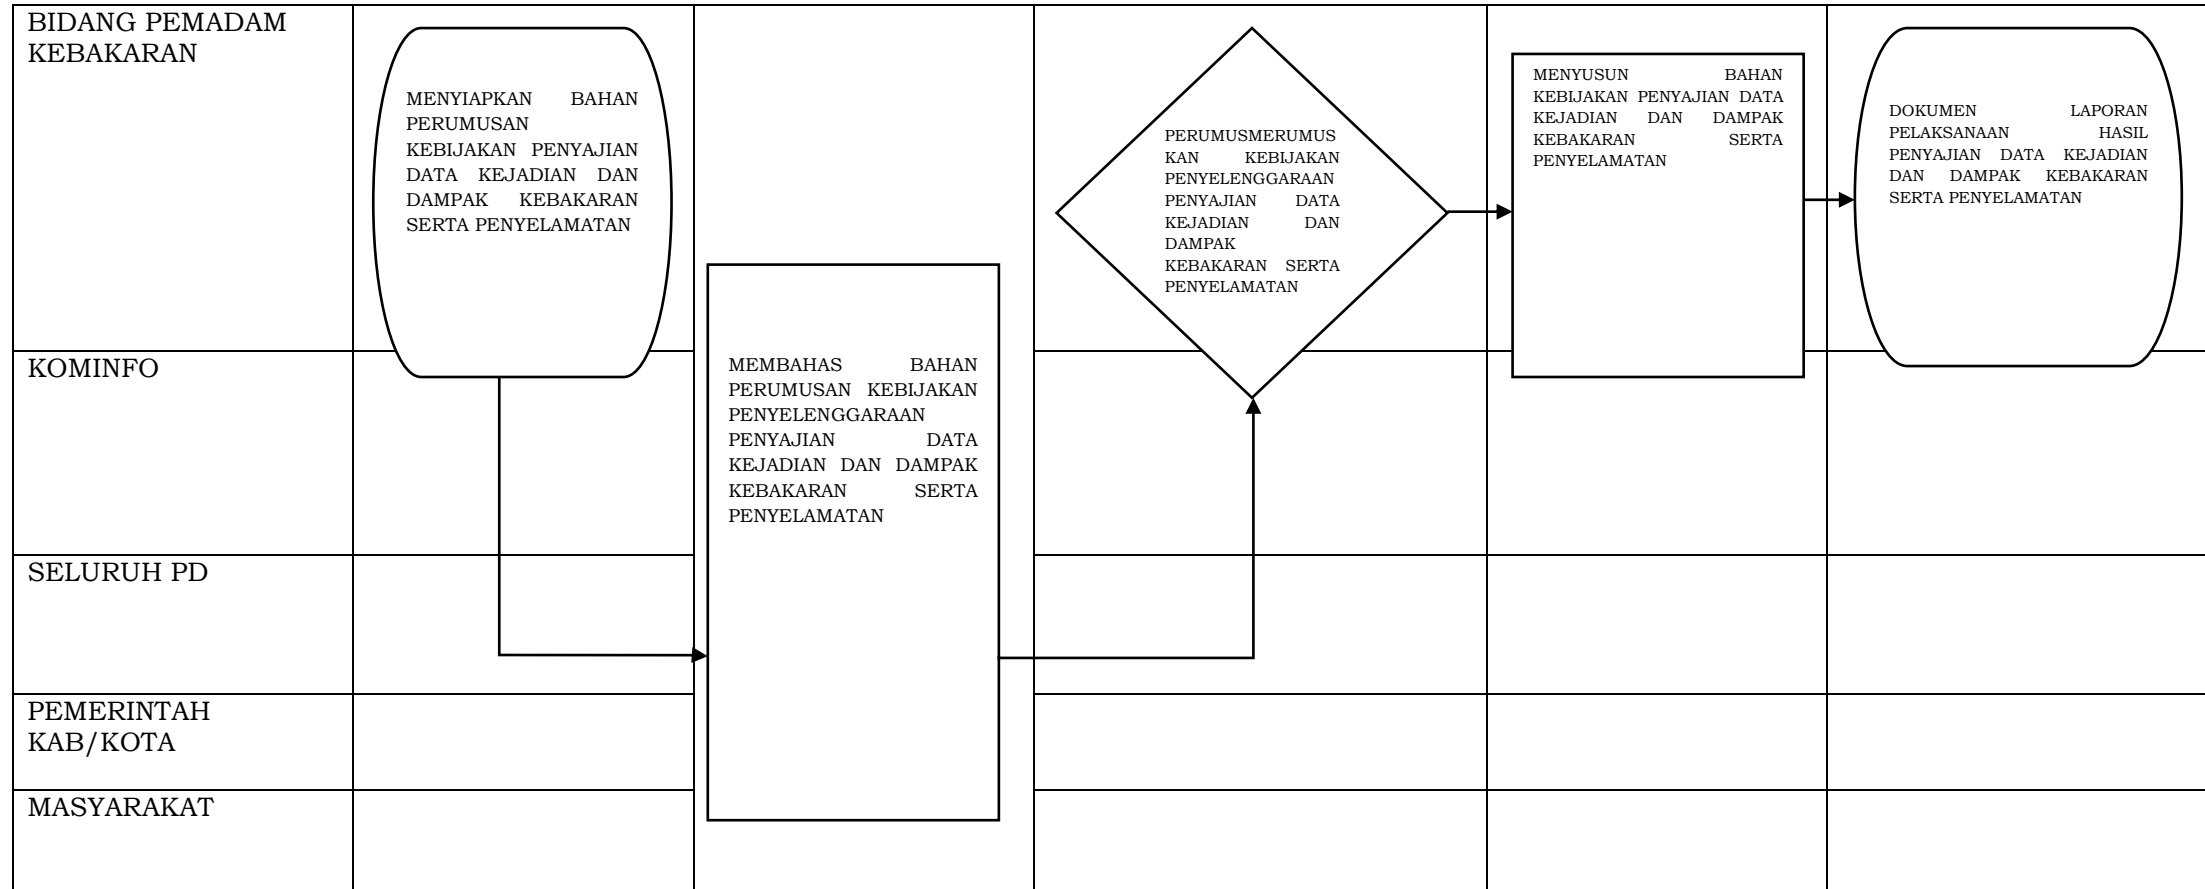 BIDANG PEMADAM
KEBAKARAN
MENYIAPKAN BAHAN
PERUMUSAN
KEBIJAKAN PENYAJIAN
DATA KEJADIAN DAN
DAMPAK KEBAKARAN
SERTA PENYELAMATAN
MEMBAHAS BAHAN
PERUMUSAN KEBIJAKAN
PENYELENGGARAAN
PENYAJIAN DATA
KEJADIAN DAN DAMPAK
KEBAKARAN SERTA
PENYELAMATAN
PERUMUSMERUMUS
KAN KEBIJAKAN
PENYELENGGARAAN
PENYAJIAN DATA
KEJADIAN DAN
DAMPAK
KEBAKARAN SERTA
PENYELAMATAN
MENYUSUN BAHAN
KEBIJAKAN PENYAJIAN DATA
KEJADIAN DAN DAMPAK
KEBAKARAN SERTA
PENYELAMATAN
DOKUMEN LAPORAN
PELAKSANAAN HASIL
PENYAJIAN DATA KEJADIAN
DAN DAMPAK KEBAKARAN
SERTA PENYELAMATAN
KOMINFO
SELURUH PD
PEMERINTAH
KAB/KOTA
MASYARAKAT